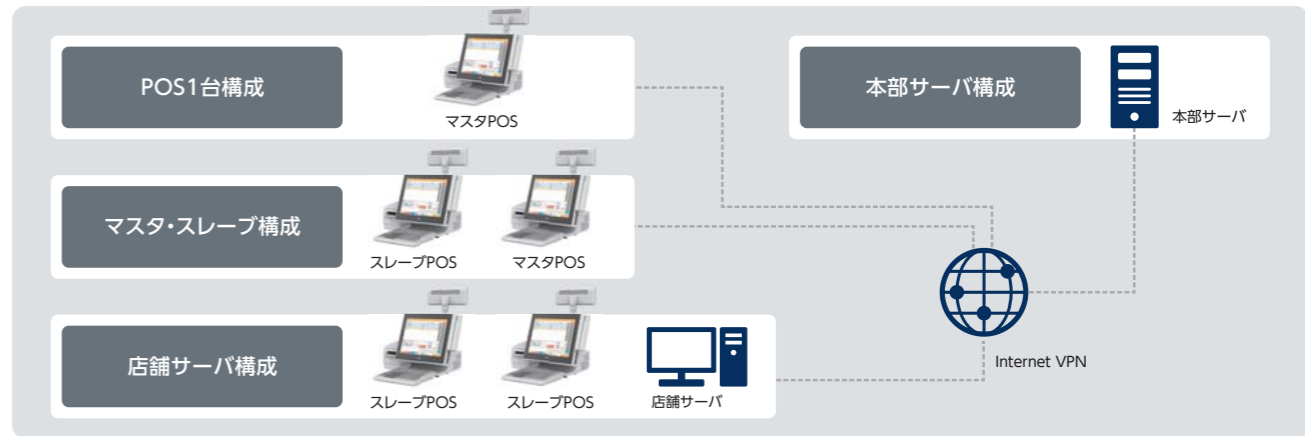 POS1台構成
マスタPOS
本部サーバ構成
本部サーバ
マスタ・スレーブ構成
スレーブPOS
マスタPOS
店舗サーバ構成
スレーブPOS
スレーブPOS
店舗サーバ
Internet VPN